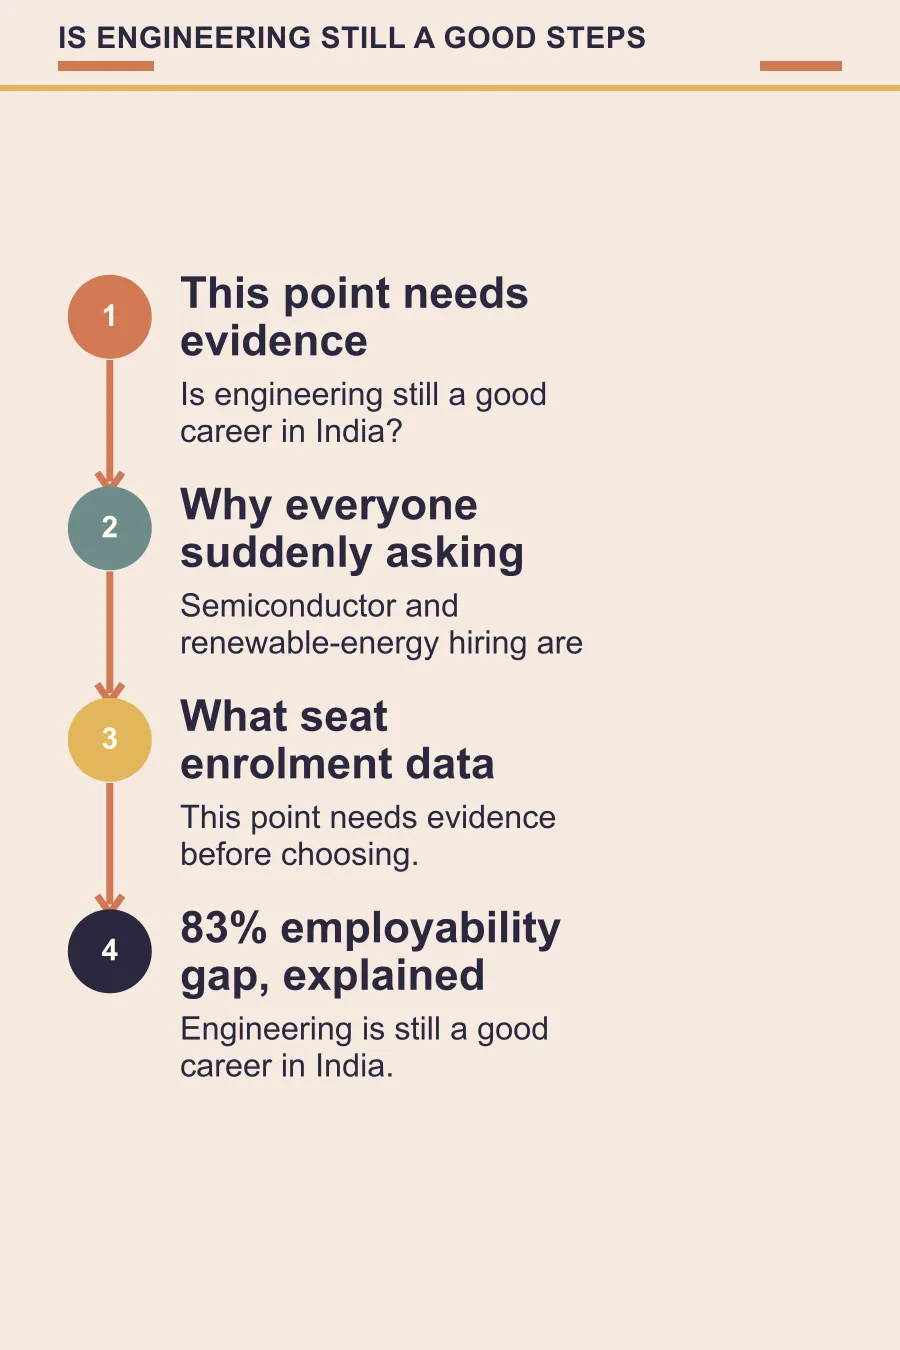 IS ENGINEERING STILL A GOOD STEPS
1
This point needs
evidence
Is engineering still a good
career in India?
2
Why everyone
suddenly asking
Semiconductor and
renewable-energy hiring are
3
What seat
enrolment data
This point needs evidence
before choosing.
4
83% employability
gap, explained
Engineering is still a good
career in India.